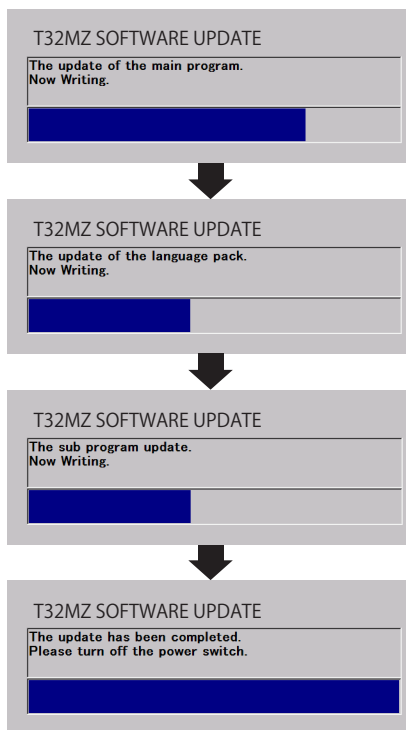 T32MZ SOFTWARE UPDATE
The update of the main program.
Now Writing.
T32MZ SOFTWARE UPDATE
The update of the language pack.
Now Writing.
T32MZ SOFTWARE UPDATE
The sub program update.
Now Writing.
T32MZ SOFTWARE UPDATE
The update has been completed.
Please turn off the power switch.